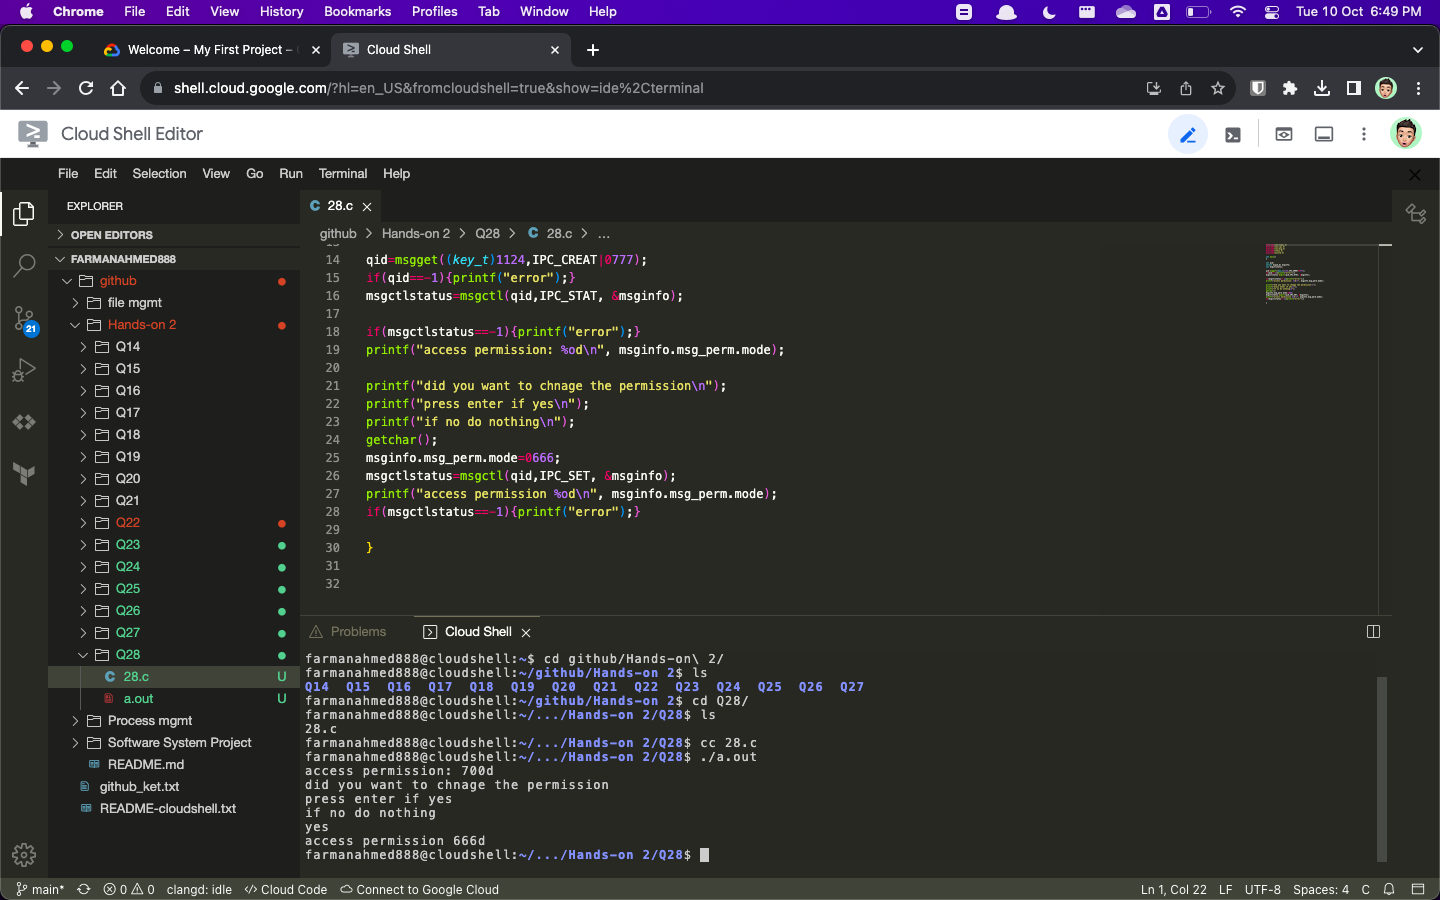 Chrome File Edit View History Bookmarks Profiles Tab Window Help Tue 10 Oct 6:49 PM
Welcome – My First Project –
Cloud Shell
shell.cloud.google.com/?hl=en_US&fromcloudshell=true&show=ide%2Cterminal
Cloud Shell Editor
File Edit Selection View Go Run Terminal Help
EXPLORER
OPEN EDITORS
FARMANAHMED888
github
file mgmt
Hands-on 2
Q14
Q15
Q16
Q17
Q18
Q19
Q20
Q21
Q22
Q23
Q24
Q25
Q26
Q27
Q28
C 28.c U
a.out U
Process mgmt
Software System Project
README.md
github_ket.txt
README-cloudshell.txt
21
C 28.c
github > Hands-on 2 > Q28 > C 28.c > ...
14 qid=msgget((key_t)1124,IPC_CREAT|0777);
15 if(qid==-1){printf("error");}
16 msgctlstatus=msgctl(qid,IPC_STAT, &msginfo);
17
18 if(msgctlstatus==-1){printf("error");}
19 printf("access permission: %od\n", msginfo.msg_perm.mode);
20
21 printf("did you want to chnage the permission\n");
22 printf("press enter if yes\n");
23 printf("if no do nothing\n");
24 getchar();
25 msginfo.msg_perm.mode=0666;
26 msgctlstatus=msgctl(qid,IPC_SET, &msginfo);
27 printf("access permission %od\n", msginfo.msg_perm.mode);
28 if(msgctlstatus==-1){printf("error");}
29
30 }
31
32
Problems
Cloud Shell
farmanahmed888@cloudshell:~$ cd github/Hands-on\ 2/
farmanahmed888@cloudshell:~/github/Hands-on 2$ ls
Q14 Q15 Q16 Q17 Q18 Q19 Q20 Q21 Q22 Q23 Q24 Q25 Q26 Q27
farmanahmed888@cloudshell:~/github/Hands-on 2$ cd Q28/
farmanahmed888@cloudshell:~/.../Hands-on 2/Q28$ ls
28.c
farmanahmed888@cloudshell:~/.../Hands-on 2/Q28$ cc 28.c
farmanahmed888@cloudshell:~/.../Hands-on 2/Q28$ ./a.out
access permission: 700d
did you want to chnage the permission
press enter if yes
if no do nothing
yes
access permission 666d
farmanahmed888@cloudshell:~/.../Hands-on 2/Q28$
main* 0 0 clangd: idle Cloud Code Connect to Google Cloud Ln 1, Col 22 LF UTF-8 Spaces: 4 C